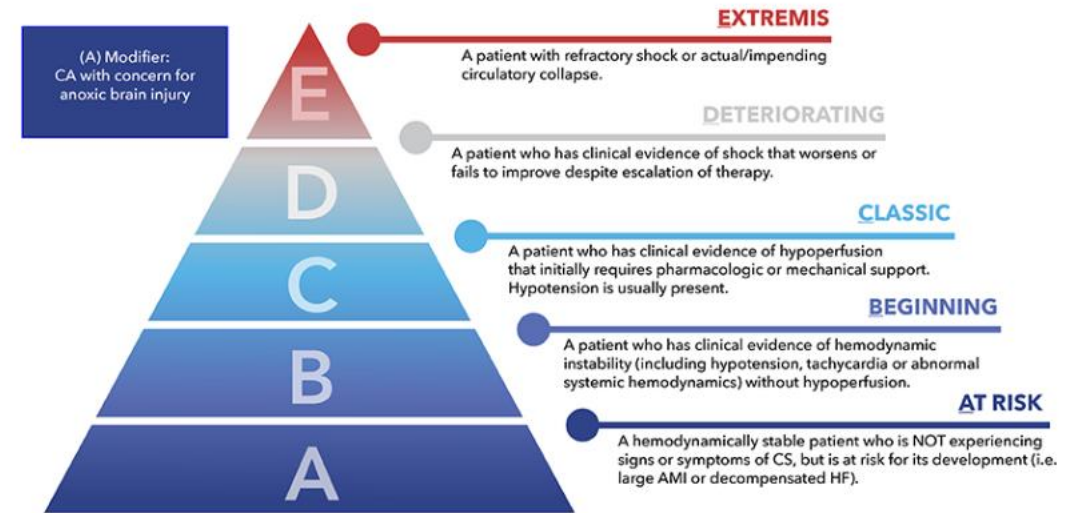 (A) Modifier:
CA with concern for
anoxic brain injury
E
EXTREMIS
A patient with refractory shock or actual/impending
circulatory collapse.
D
DETERIORATING
A patient who has clinical evidence of shock that worsens or
fails to improve despite escalation of therapy.
C
CLASSIC
A patient who has clinical evidence of hypoperfusion
that initially requires pharmacologic or mechanical support.
Hypotension is usually present.
B
BEGINNING
A patient who has clinical evidence of hemodynamic
instability (including hypotension, tachycardia or abnormal
systemic hemodynamics) without hypoperfusion.
A
AT RISK
A hemodynamically stable patient who is NOT experiencing
signs or symptoms of CS, but is at risk for its development (i.e.
large AMI or decompensated HF).